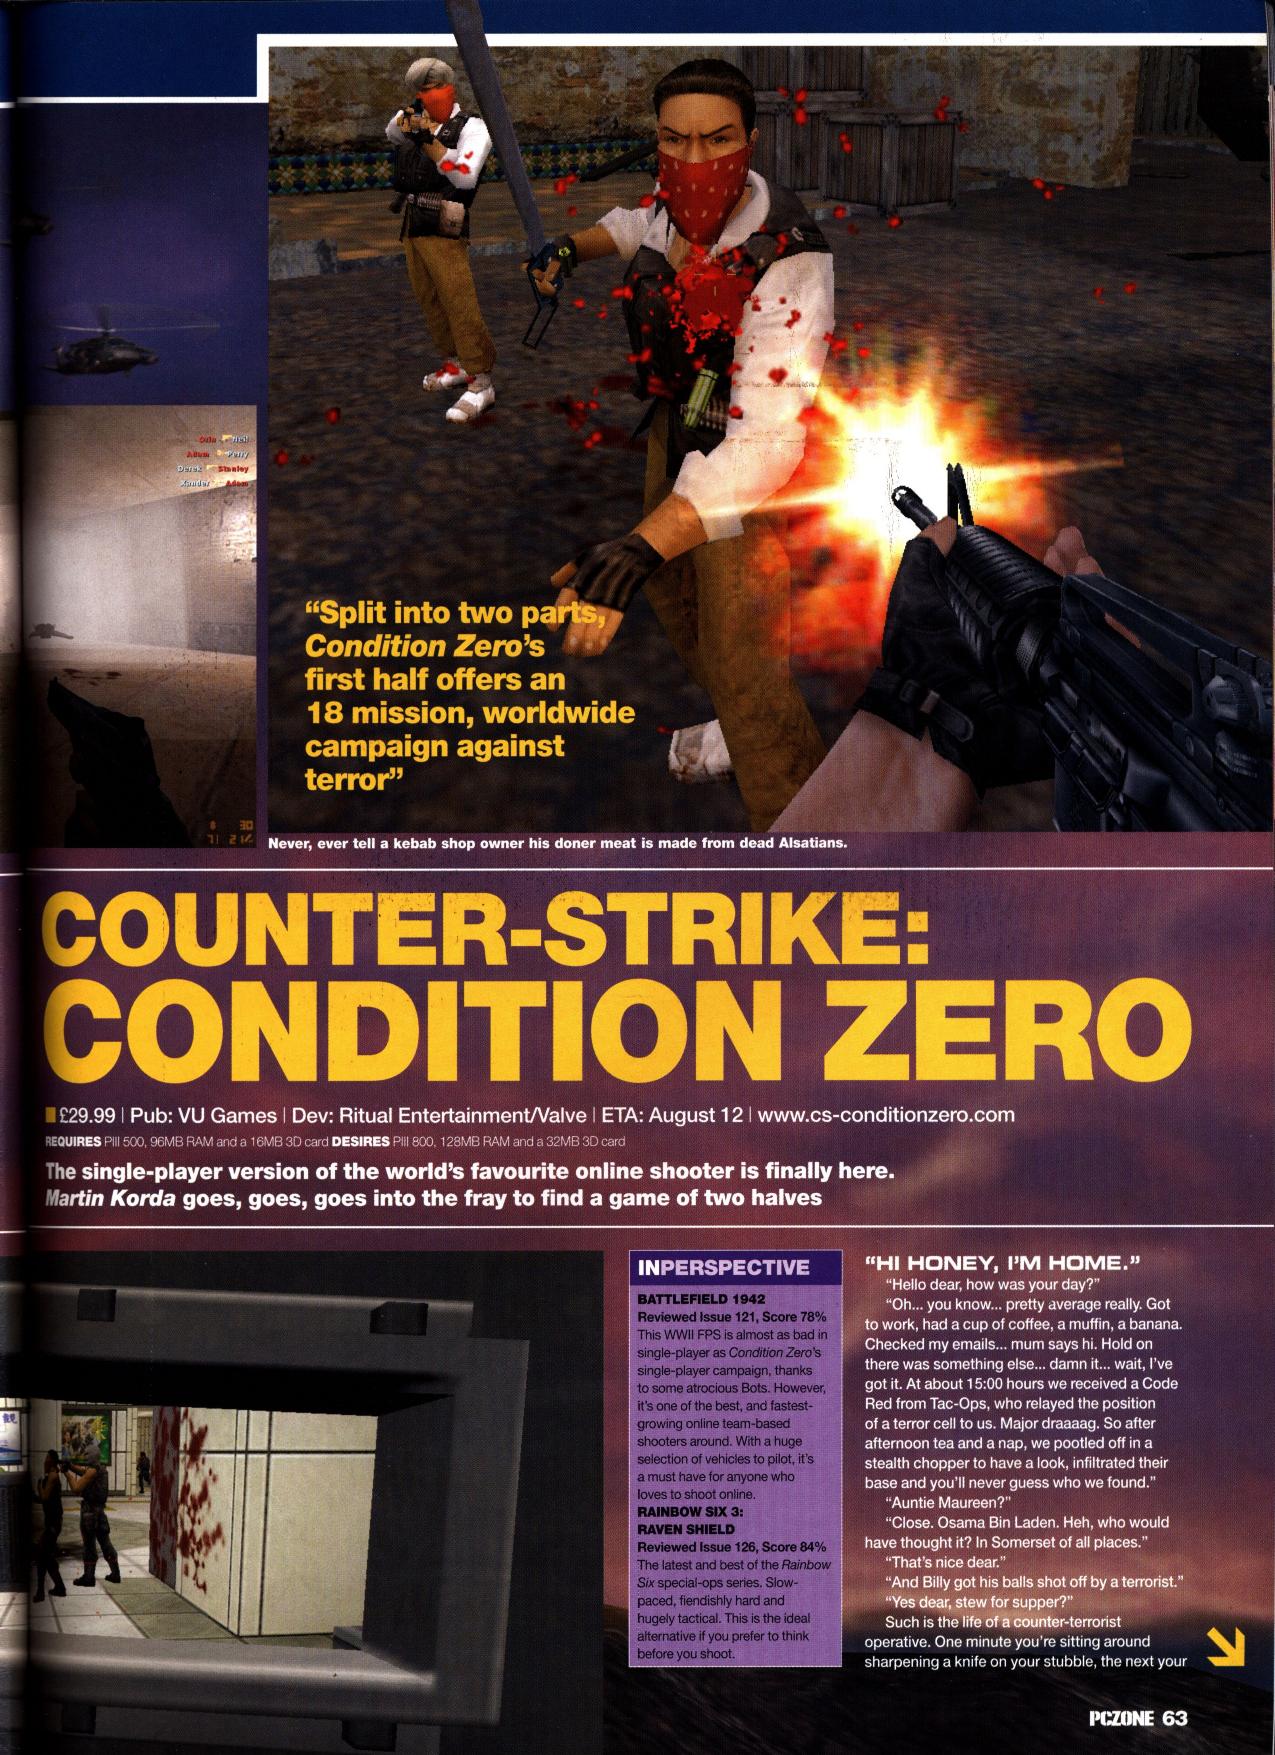 Orin Neil
Adam Perry
Derek Stanley
Xander Adam
30
"Split into two parts,
Condition Zero's
first half offers an
18 mission, worldwide
campaign against
terror"
Never, ever tell a kebab shop owner his doner meat is made from dead Alsatians.
COUNTER-STRIKE:
CONDITION ZERO
£29.99 | Pub: VU Games | Dev: Ritual Entertainment/Valve | ETA: August 12 | www.cs-conditionzero.com
REQUIRES PIII 500, 96MB RAM and a 16MB 3D card DESIRES PIII 800, 128MB RAM and a 32MB 3D card
The single-player version of the world's favourite online shooter is finally here.
Martin Korda goes, goes, goes into the fray to find a game of two halves
INPERSPECTIVE
BATTLEFIELD 1942
Reviewed Issue 121, Score 78%
This WWII FPS is almost as bad in
single-player as Condition Zero's
single-player campaign, thanks
to some atrocious Bots. However,
it's one of the best, and fastest-
growing online team-based
shooters around. With a huge
selection of vehicles to pilot, it's
a must have for anyone who
loves to shoot online.
RAINBOW SIX 3:
RAVEN SHIELD
Reviewed Issue 126, Score 84%
The latest and best of the Rainbow
Six special-ops series. Slow-
paced, fiendishly hard and
hugely tactical. This is the ideal
alternative if you prefer to think
before you shoot.
"HI HONEY, I'M HOME."
"Hello dear, how was your day?"
"Oh... you know... pretty average really. Got
to work, had a cup of coffee, a muffin, a banana.
Checked my emails... mum says hi. Hold on
there was something else... damn it... wait, I've
got it. At about 15:00 hours we received a Code
Red from Tac-Ops, who relayed the position
of a terror cell to us. Major draaaag. So after
afternoon tea and a nap, we pootled off in a
stealth chopper to have a look, infiltrated their
base and you'll never guess who we found."
"Auntie Maureen?"
"Close. Osama Bin Laden. Heh, who would
have thought it? In Somerset of all places."
"That's nice dear."
"And Billy got his balls shot off by a terrorist."
"Yes dear, stew for supper?"
Such is the life of a counter-terrorist
operative. One minute you're sitting around
sharpening a knife on your stubble, the next your
PCZONE 63